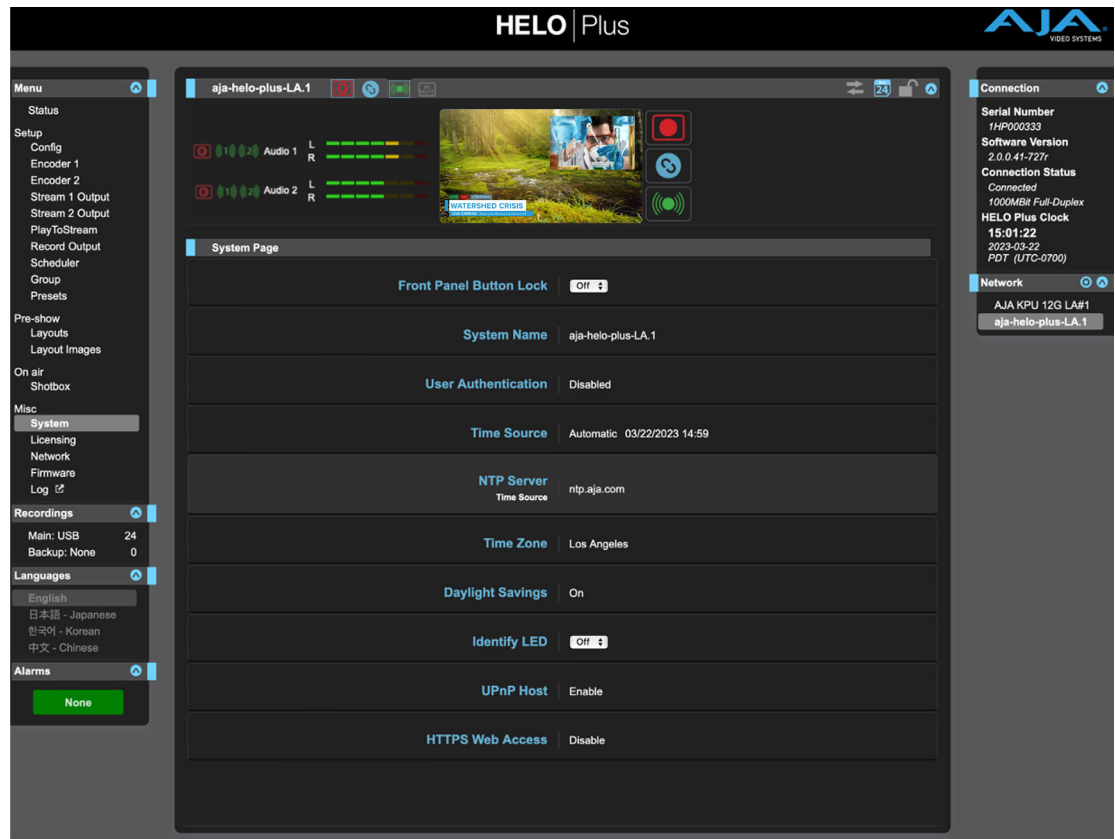 HELO Plus
AJA
VIDEO SYSTEMS
Menu
Status
Setup
Config
Encoder 1
Encoder 2
Stream 1 Output
Stream 2 Output
PlayToStream
Record Output
Scheduler
Group
Presets
Pre-show
Layouts
Layout Images
On air
Shotbox
Misc
System
Licensing
Network
Firmware
Log
Recordings
Main: USB 24
Backup: None 0
Languages
English
日本語 - Japanese
한국어 - Korean
中文 - Chinese
Alarms
None
aja-helo-plus-LA.1
24
1 2 Audio 1 L
R
1 2 Audio 2 L
R
WATERSHED CRISIS
System Page
Front Panel Button Lock Off
System Name aja-helo-plus-LA.1
User Authentication Disabled
Time Source Automatic 03/22/2023 14:59
NTP Server ntp.aja.com
Time Source
Time Zone Los Angeles
Daylight Savings On
Identify LED Off
UPnP Host Enable
HTTPS Web Access Disable
Connection
Serial Number
1HP000333
Software Version
2.0.0.41-727r
Connection Status
Connected
1000MBit Full-Duplex
HELO Plus Clock
15:01:22
2023-03-22
PDT (UTC-0700)
Network
AJA KPU 12G LA#1
aja-helo-plus-LA.1